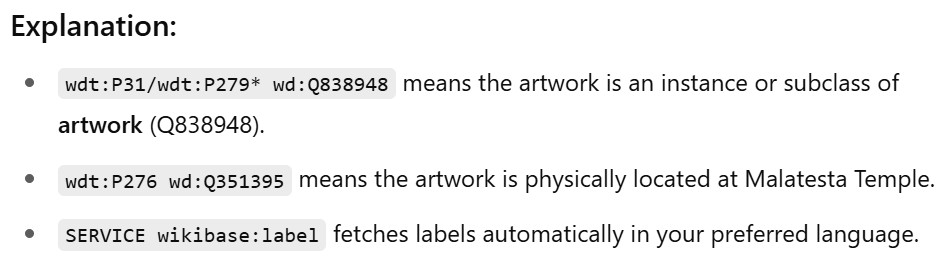 Explanation:
• wdt:P31/wdt:P279* wd:Q838948 means the artwork is an instance or subclass of
artwork (Q838948).
• wdt:P276 wd:Q351395 means the artwork is physically located at Malatesta Temple.
• SERVICE wikibase:label fetches labels automatically in your preferred language.